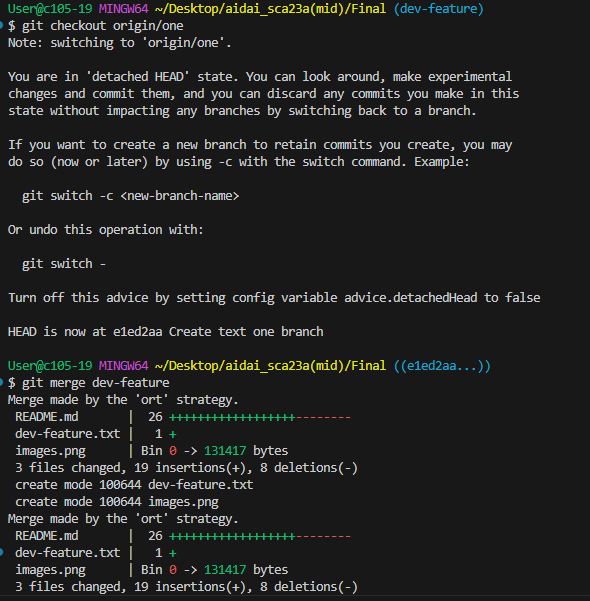 User@c105-19 MINGW64 ~/Desktop/aidai_sca23a(mid)/Final (dev-feature)
$ git checkout origin/one
Note: switching to 'origin/one'.

You are in 'detached HEAD' state. You can look around, make experimental
changes and commit them, and you can discard any commits you make in this
state without impacting any branches by switching back to a branch.

If you want to create a new branch to retain commits you create, you may
do so (now or later) by using -c with the switch command. Example:

  git switch -c <new-branch-name>

Or undo this operation with:

  git switch -

Turn off this advice by setting config variable advice.detachedHead to false

HEAD is now at e1ed2aa Create text one branch

User@c105-19 MINGW64 ~/Desktop/aidai_sca23a(mid)/Final ((e1ed2aa...))
$ git merge dev-feature
Merge made by the 'ort' strategy.
 README.md       |  26 ++++++++++++++++++--------
 dev-feature.txt |   1 +
 images.png      | Bin 0 -> 131417 bytes
 3 files changed, 19 insertions(+), 8 deletions(-)
 create mode 100644 dev-feature.txt
 create mode 100644 images.png
Merge made by the 'ort' strategy.
 README.md       |  26 ++++++++++++++++++--------
 dev-feature.txt |   1 +
 images.png      | Bin 0 -> 131417 bytes
 3 files changed, 19 insertions(+), 8 deletions(-)